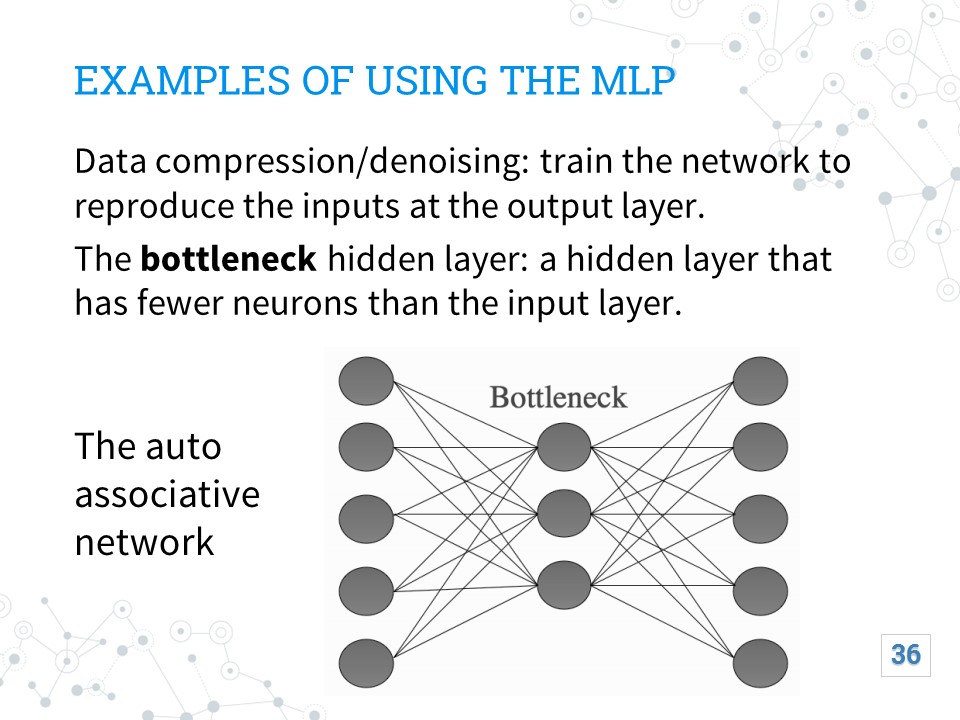 EXAMPLES OF USING THE MLP
Data compression/denoising: train the network to
reproduce the inputs at the output layer.
The bottleneck hidden layer: a hidden layer that
has fewer neurons than the input layer.
Bottleneck
The auto
associative
network
36